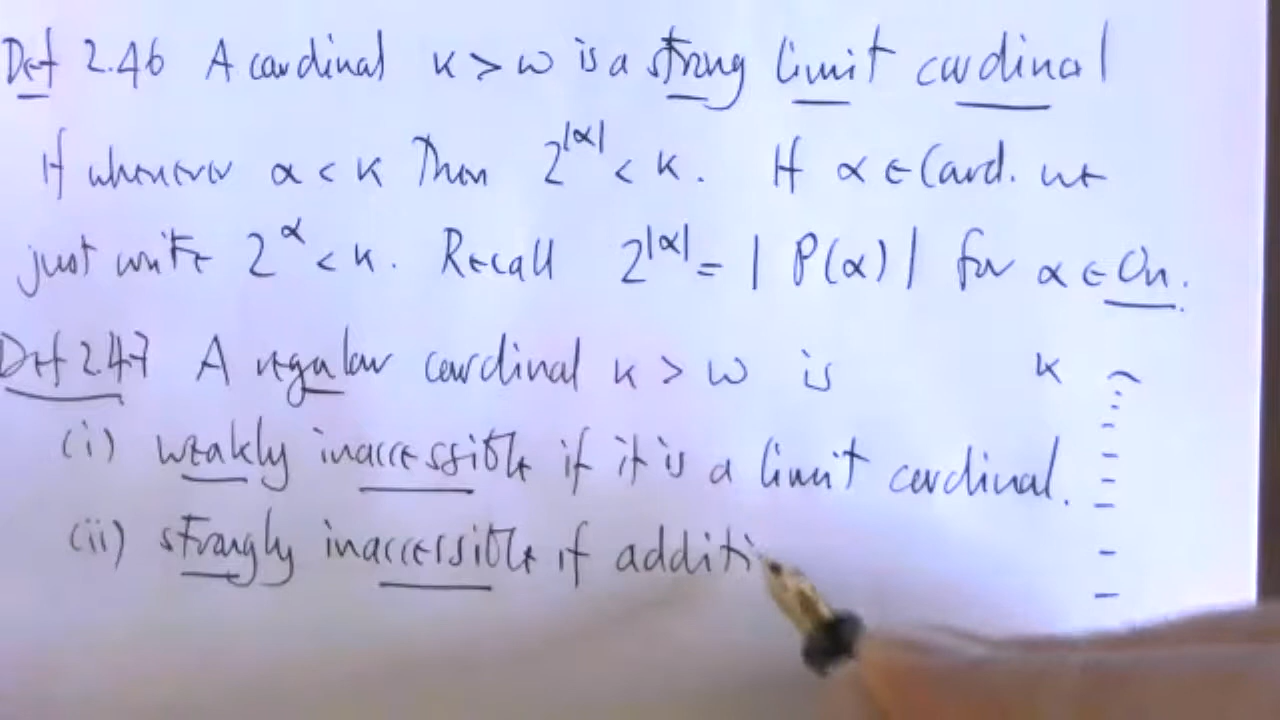 Def 2.46 A cardinal κ > ω is a strong limit cardinal
If whenever α < κ Then 2^|α| < κ. If α ∈ Card. we
just write 2^α < κ. Recall 2^|α| = | P(α) | for α ∈ On.
Def 2.47 A regular cardinal κ > ω is κ
(i) weakly inaccessible if it is a limit cardinal.
(ii) strongly inaccessible if additi